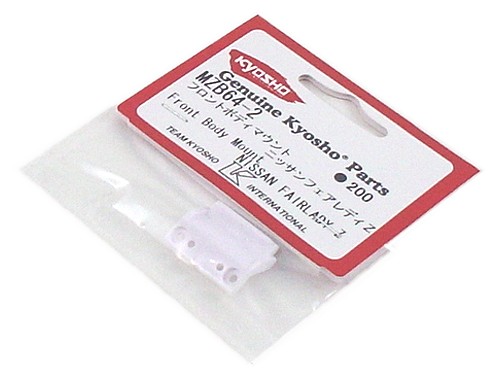 KYOSHO
Genuine Kyosho® Parts
MZB64-2 ●200
フロントボディマウント ニッサンフェアレディZ
Front Body Mount NISSAN FAIRLADY Z
TEAM KYOSHO K INTERNATIONAL